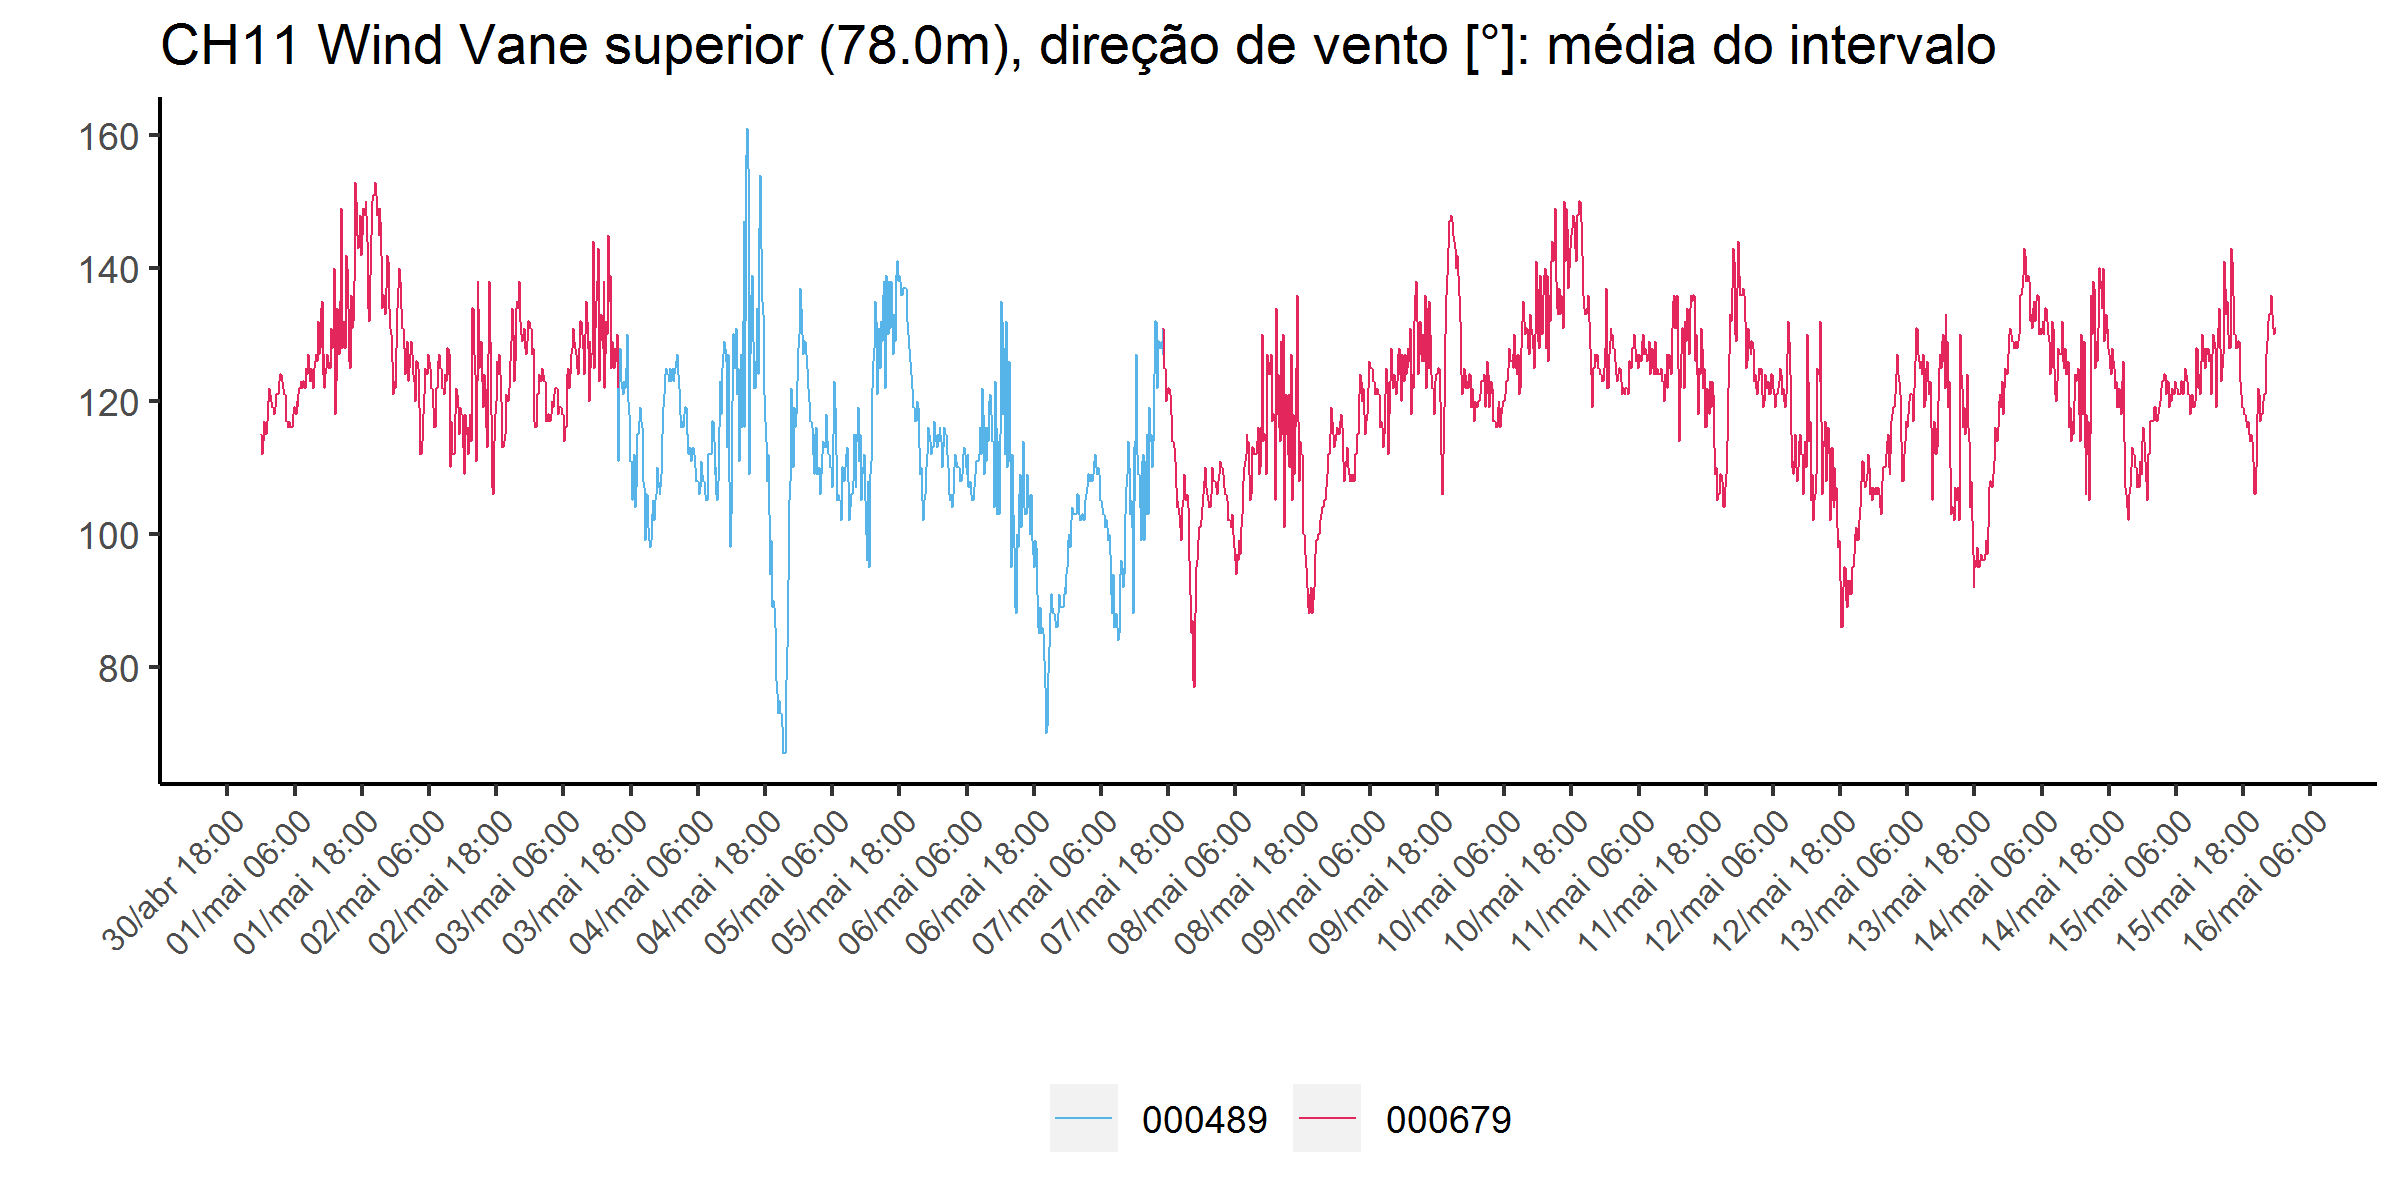 CH11 Wind Vane superior (78.0m), direção de vento [°]: média do intervalo
160
140
120
100
80
30/abr 18:00
01/mai 06:00
01/mai 18:00
02/mai 06:00
02/mai 18:00
03/mai 06:00
03/mai 18:00
04/mai 06:00
04/mai 18:00
05/mai 06:00
05/mai 18:00
06/mai 06:00
06/mai 18:00
07/mai 06:00
07/mai 18:00
08/mai 06:00
08/mai 18:00
09/mai 06:00
09/mai 18:00
10/mai 06:00
10/mai 18:00
11/mai 06:00
11/mai 18:00
12/mai 06:00
12/mai 18:00
13/mai 06:00
13/mai 18:00
14/mai 06:00
14/mai 18:00
15/mai 06:00
15/mai 18:00
16/mai 06:00
000489
000679